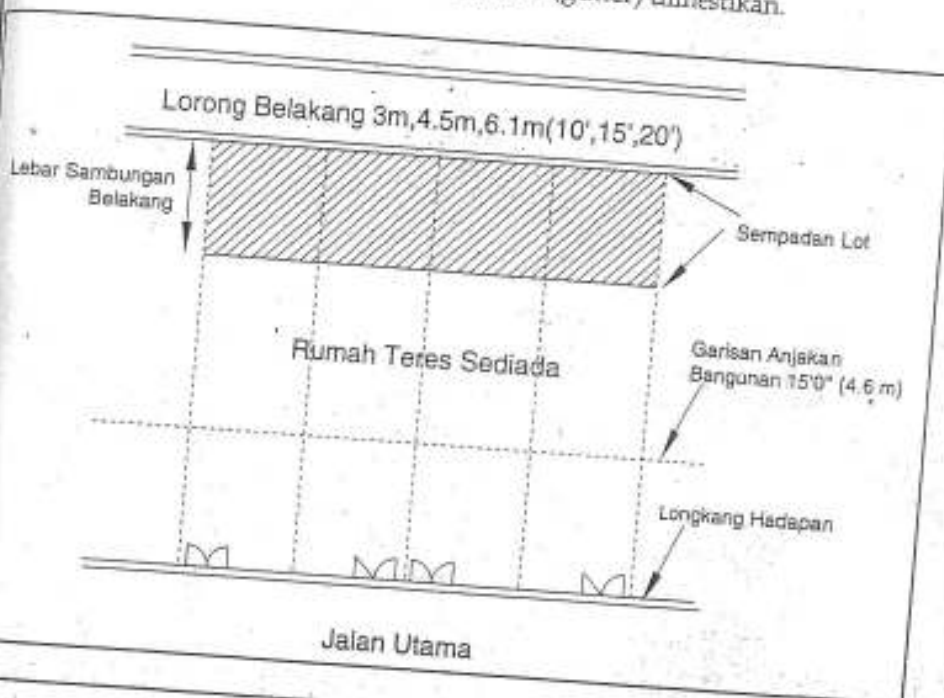 dimestikan.
Lorong Belakang 3m,4.5m,6.1m(10',15',20')
Lebar Sambungan
Belakang
Sempadan Lot
Rumah Teres Sediada
Garisan Anjakan
Bangunan 15'0" (4.6 m)
Longkang Hadapan
Jalan Utama